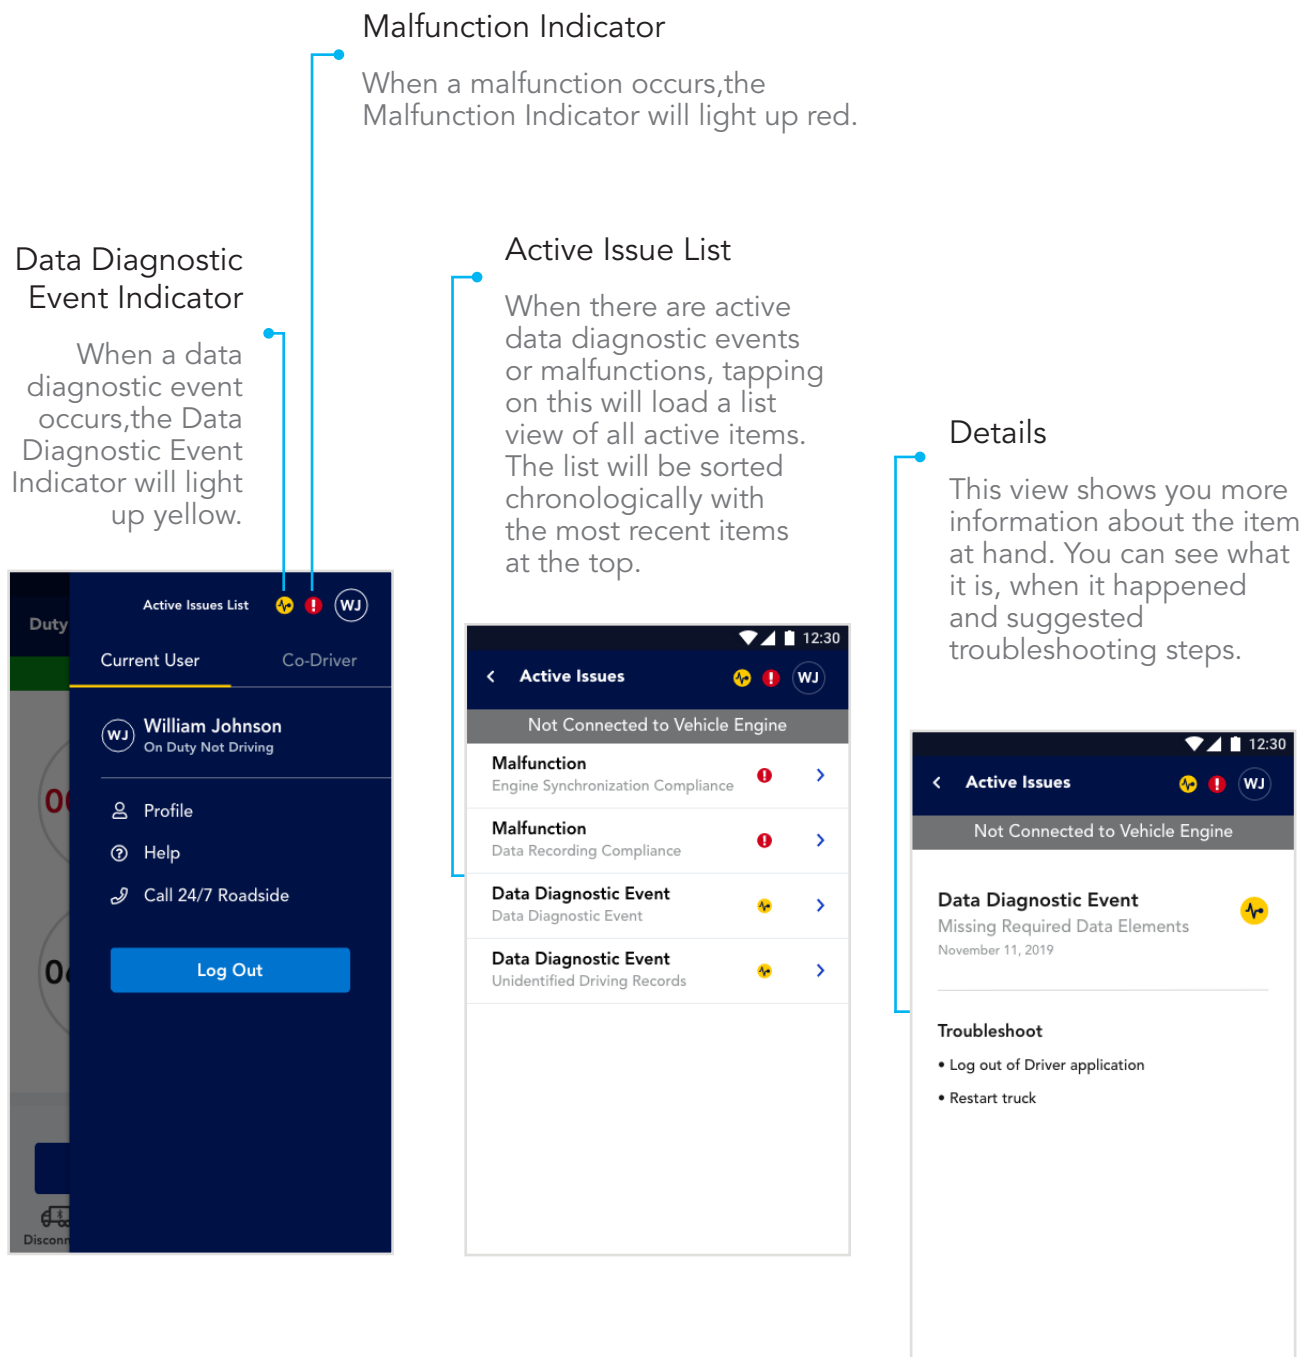 Malfunction Indicator
When a malfunction occurs,the
Malfunction Indicator will light up red.
Data Diagnostic
Event Indicator
When a data
diagnostic event
occurs,the Data
Diagnostic Event
Indicator will light
up yellow.
Active Issue List
When there are active
data diagnostic events
or malfunctions, tapping
on this will load a list
view of all active items.
The list will be sorted
chronologically with
the most recent items
at the top.
Details
This view shows you more
information about the item
at hand. You can see what
it is, when it happened
and suggested
troubleshooting steps.
Duty
Active Issues List
WJ
Current User
Co-Driver
WJ
William Johnson
On Duty Not Driving
00
Profile
Help
Call 24/7 Roadside
Log Out
12:30
Active Issues
WJ
Not Connected to Vehicle Engine
Malfunction
Engine Synchronization Compliance
Malfunction
Data Recording Compliance
Data Diagnostic Event
Data Diagnostic Event
Data Diagnostic Event
Unidentified Driving Records
12:30
Active Issues
WJ
Not Connected to Vehicle Engine
Data Diagnostic Event
Missing Required Data Elements
November 11, 2019
Troubleshoot
• Log out of Driver application
• Restart truck